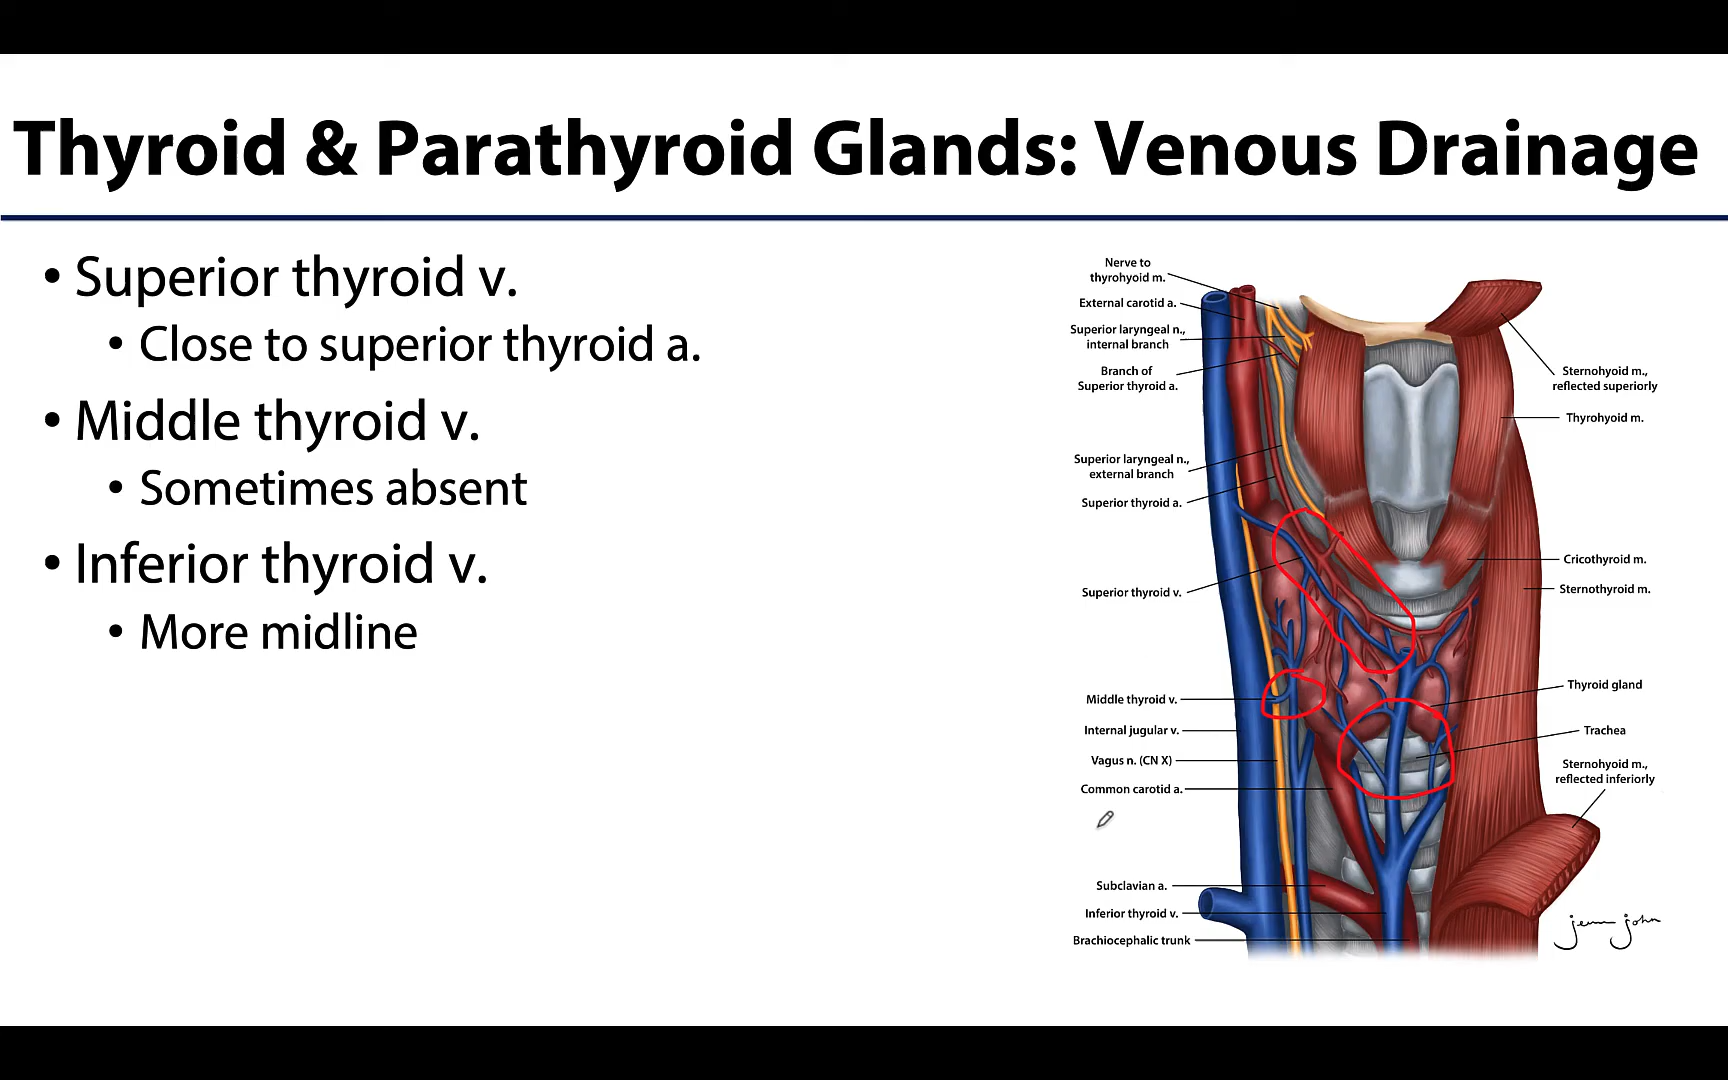 Thyroid & Parathyroid Glands: Venous Drainage
• Superior thyroid v.
• Close to superior thyroid a.
• Middle thyroid v.
• Sometimes absent
• Inferior thyroid v.
• More midline
Nerve to
thyrohyoid m.
External carotid a.
Superior laryngeal n.,
internal branch
Branch of
Superior thyroid a.
Superior laryngeal n.,
external branch
Superior thyroid a.
Superior thyroid v.
Middle thyroid v.
Internal jugular v.
Vagus n. (CN X)
Common carotid a.
Subclavian a.
Inferior thyroid v.
Brachiocephalic trunk
Sternohyoid m.,
reflected superiorly
Thyrohyoid m.
Cricothyroid m.
Sternothyroid m.
Thyroid gland
Trachea
Sternohyoid m.,
reflected inferiorly
jenn john